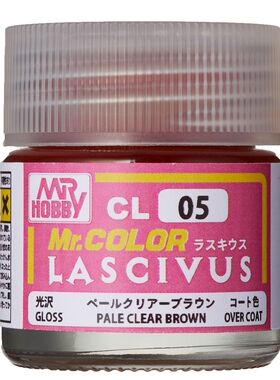 MR HOBBY
CL 05
Mr.COLOR ラスキウス
LASCIVUS
光沢 ペールクリアーブラウン コート色
GLOSS PALE CLEAR BROWN OVER COAT